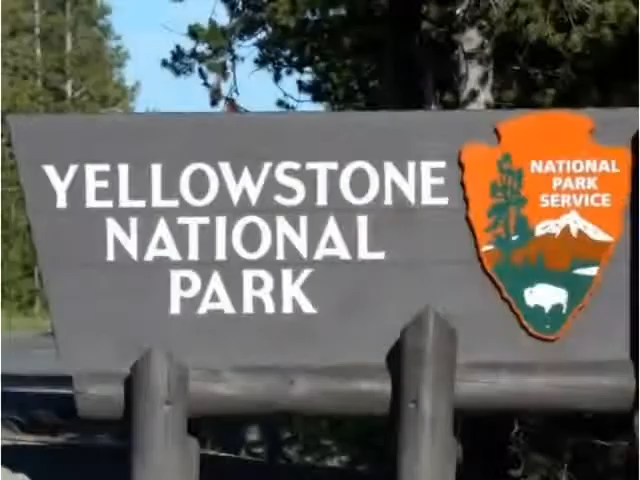 YELLOWSTONE
NATIONAL
PARK
NATIONAL
PARK
SERVICE